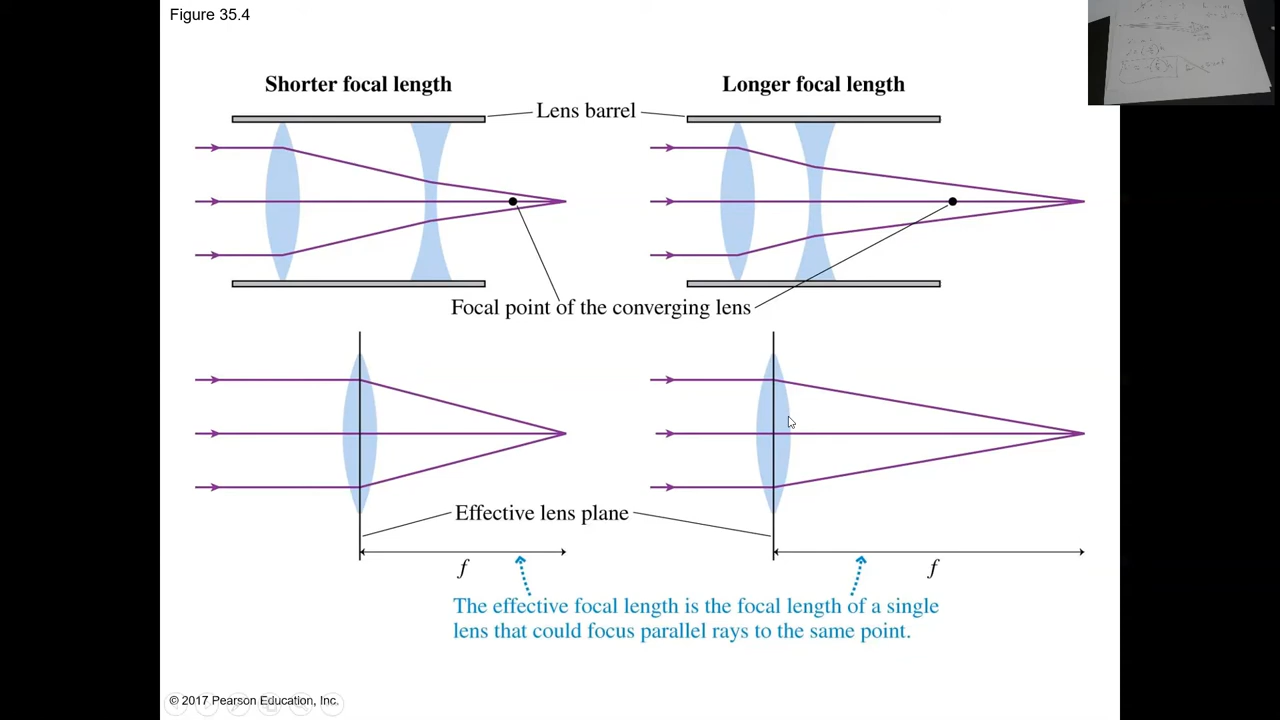 Figure 35.4
Shorter focal length
Longer focal length
Lens barrel
Focal point of the converging lens
Effective lens plane
f
f
The effective focal length is the focal length of a single
lens that could focus parallel rays to the same point.
© 2017 Pearson Education, Inc.